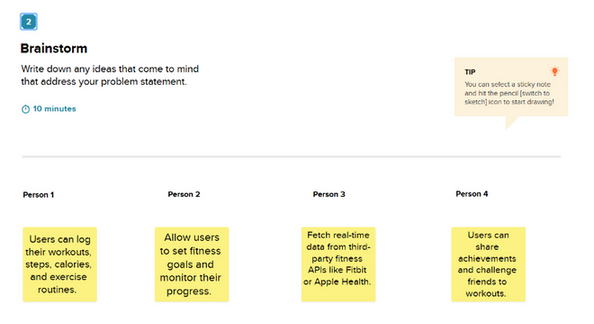 2
Brainstorm
Write down any ideas that come to mind
that address your problem statement.
10 minutes
TIP
You can select a sticky note
and hit the pencil [switch to
sketch] icon to start drawing!
Person 1
Users can log
their workouts,
steps, calories,
and exercise
routines.
Person 2
Allow users
to set fitness
goals and
monitor their
progress.
Person 3
Fetch real-time
data from third-
party fitness
APIs like Fitbit
or Apple Health.
Person 4
Users can
share
achievements
and challenge
friends to
workouts.